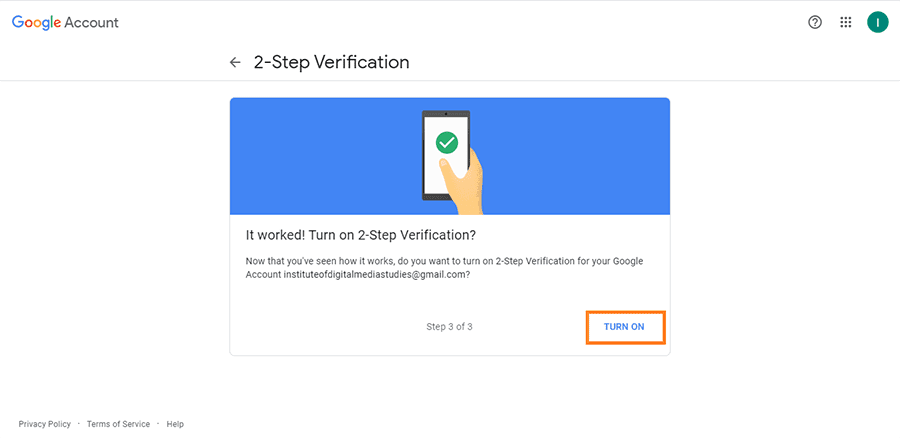 Google Account
I
2-Step Verification
It worked! Turn on 2-Step Verification?
Now that you've seen how it works, do you want to turn on 2-Step Verification for your Google
Account instituteofdigitalmediastudies@gmail.com?
Step 3 of 3
TURN ON
Privacy Policy · Terms of Service · Help